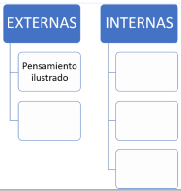 EXTERNAS
INTERNAS
Pensamiento
ilustrado